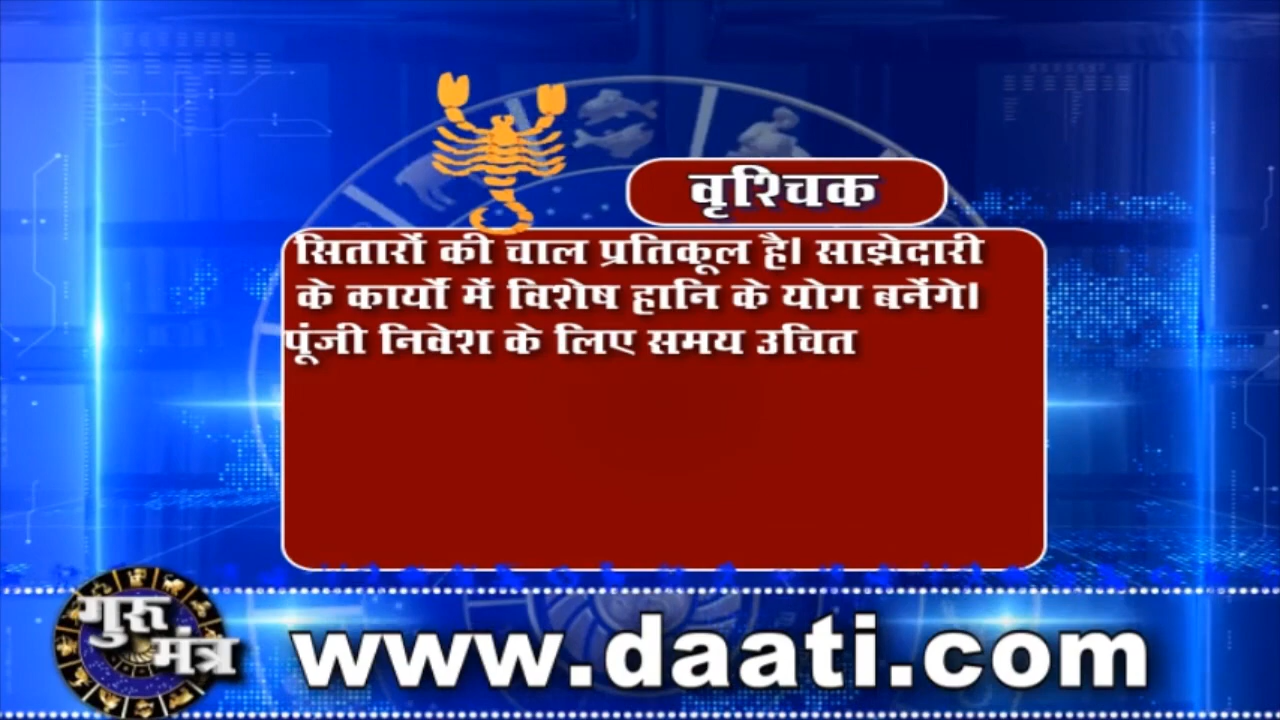 वृश्चिक
सितारों की चाल प्रतिकूल है। साझेदारी
के कार्यो में विशेष हानि के योग बनेंगे।
पूंजी निवेश के लिए समय उचित
गुरु
मंत्र
www.daati.com